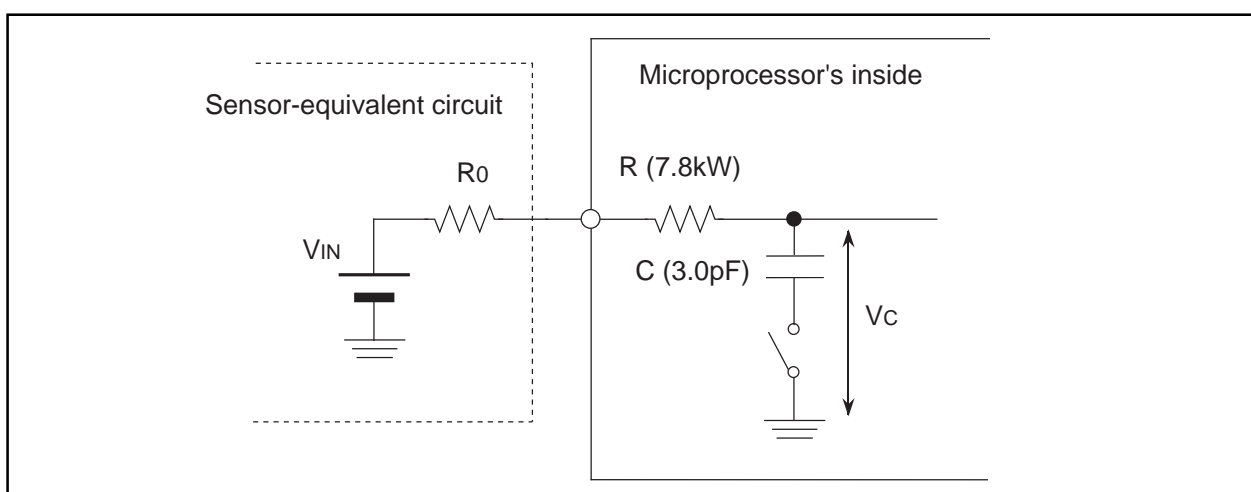 Microprocessor's inside
Sensor-equivalent circuit
R0
R (7.8kW)
VIN
C (3.0pF)
VC